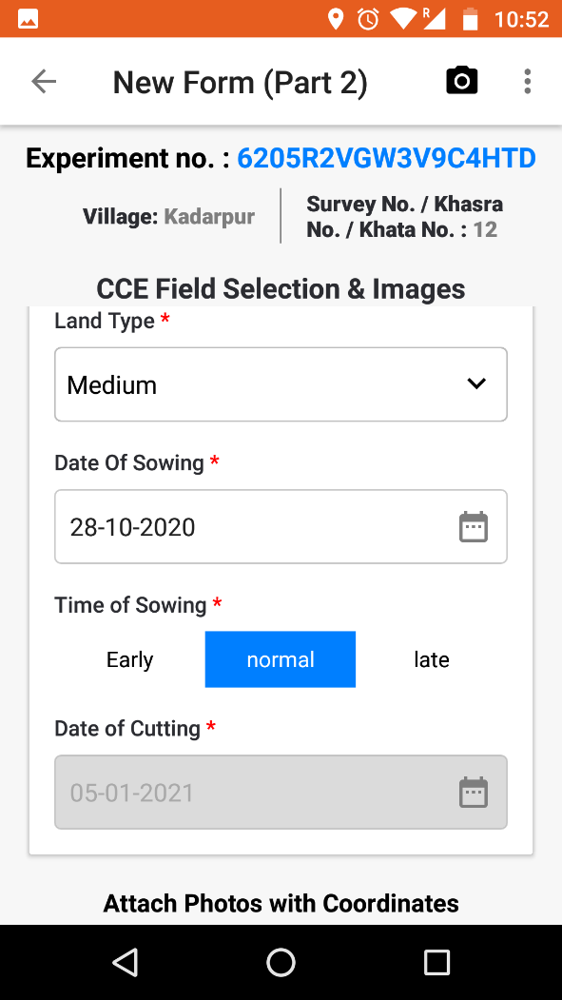 R
10:52
New Form (Part 2)
Experiment no. : 6205R2VGW3V9C4HTD
Village: Kadarpur
Survey No. / Khasra
No. / Khata No. : 12
CCE Field Selection & Images
Land Type *
Medium
Date Of Sowing *
28-10-2020
Time of Sowing *
Early normal late
Date of Cutting *
05-01-2021
Attach Photos with Coordinates